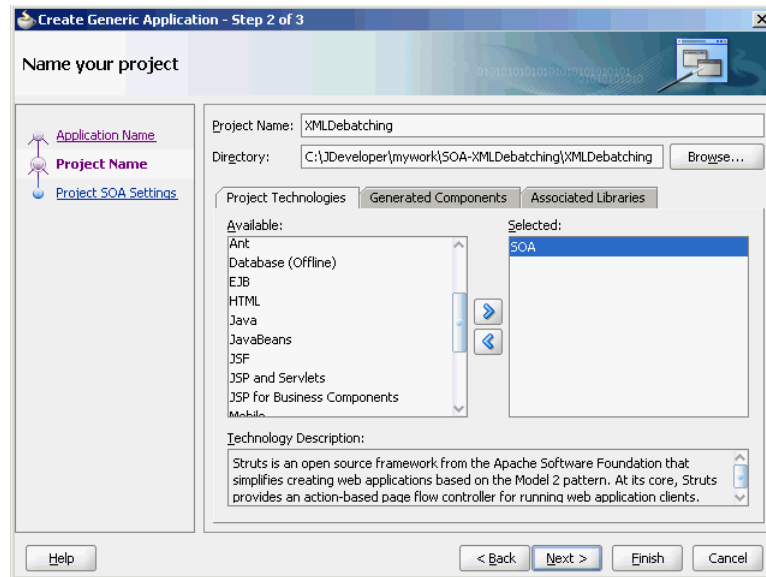 Create Generic Application - Step 2 of 3
Name your project
Application Name
Project Name
Project SOA Settings
Project Name: XMLDebatching
Directory: C:\JDeveloper\mywork\SOA-XMLDebatching\XMLDebatching Browse...
Project Technologies Generated Components Associated Libraries
Available: Selected:
Ant SOA
Database (Offline)
EJB
HTML
Java
JavaBeans
JSF
JSP and Servlets
JSP for Business Components
Mobile
Technology Description:
Struts is an open source framework from the Apache Software Foundation that
simplifies creating web applications based on the Model 2 pattern. At its core, Struts
provides an action-based page flow controller for running web application clients.
Help < Back Next > Finish Cancel